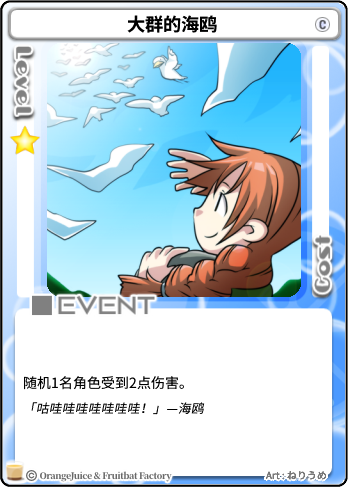 大群的海鸥
C
Level
Cost
EVENT
随机1名角色受到2点伤害。
「咕哇哇哇哇哇哇哇！」—海鸥
© OrangeJuice & Fruitbat Factory
Art.: ねりうめ